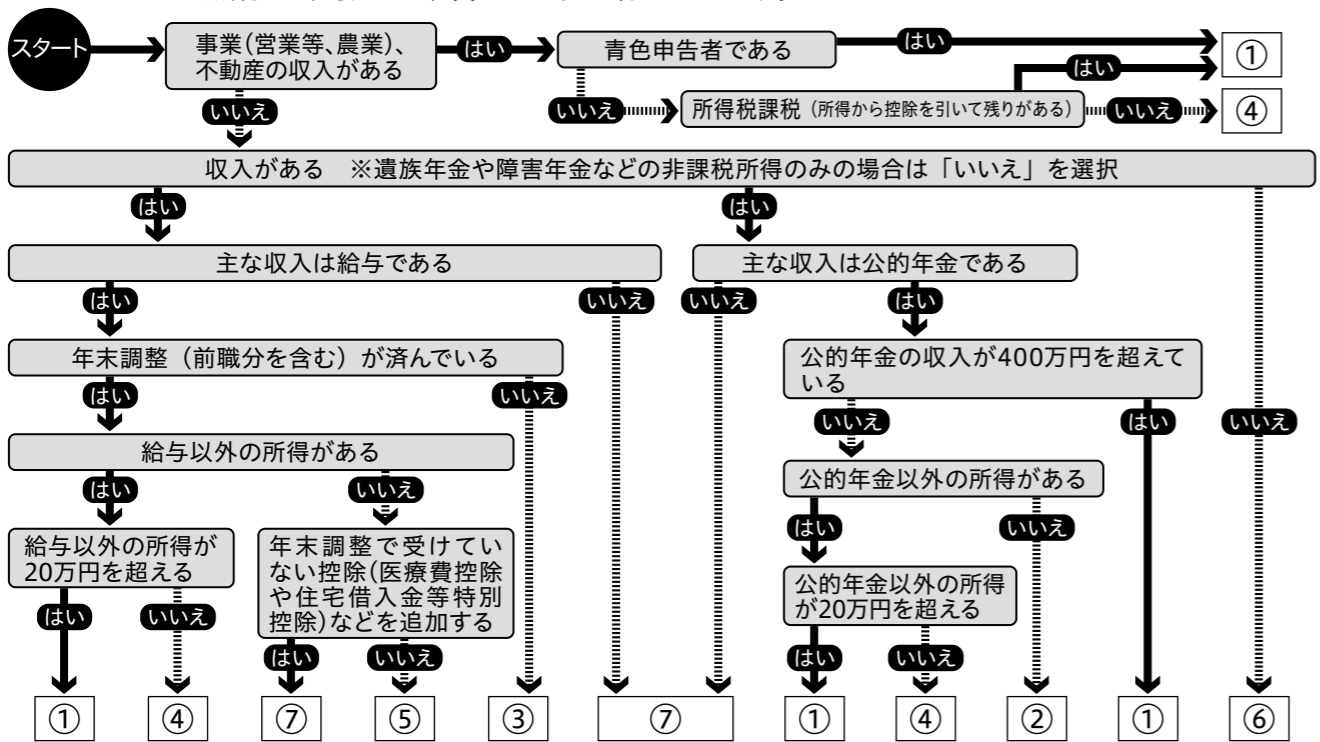 スタート
事業(営業等、農業)、
不動産の収入がある
はい
青色申告者である
はい
①
はい
いいえ
いいえ
所得税課税(所得から控除を引いて残りがある)
いいえ
④
収入がある ※遺族年金や障害年金などの非課税所得のみの場合は「いいえ」を選択
はい
はい
主な収入は給与である
主な収入は公的年金である
はい
いいえ
いいえ
はい
年末調整(前職分を含む)が済んでいる
公的年金の収入が400万円を超えて
いる
はい
いいえ
いいえ
はい
いいえ
給与以外の所得がある
公的年金以外の所得がある
はい
いいえ
はい
いいえ
給与以外の所得が
20万円を超える
年末調整で受けてい
ない控除(医療費控除
や住宅借入金等特別
控除)などを追加する
公的年金以外の所得
が20万円を超える
はい
いいえ
はい
いいえ
はい
いいえ
①
④
⑦
⑤
③
⑦
①
④
②
①
⑥